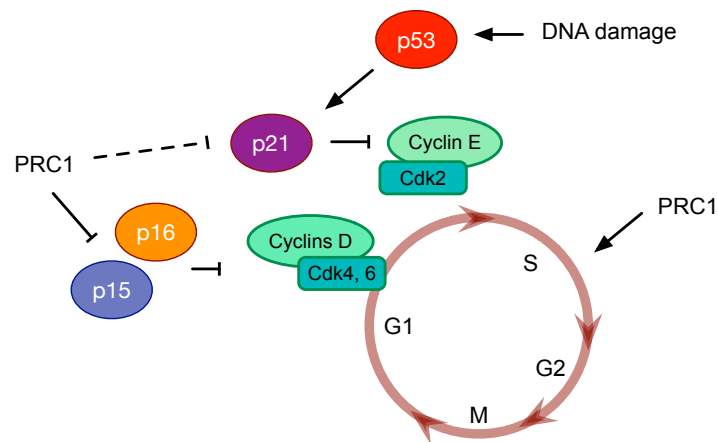 p53
DNA damage
p21
Cyclin E
Cdk2
PRC1
PRC1
p16
p15
Cyclins D
Cdk4, 6
S
G1
G2
M